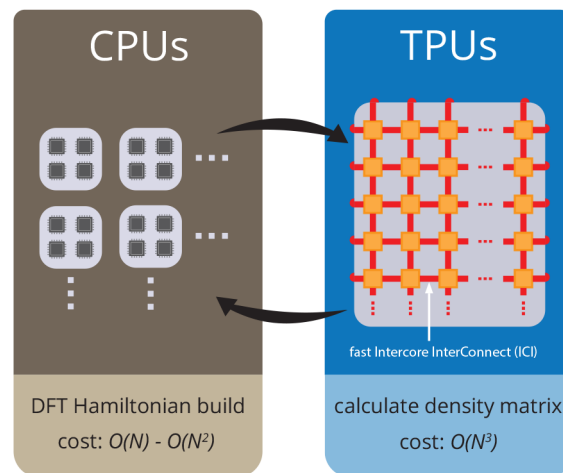 CPUs
TPUs
fast Intercore InterConnect (ICI)
DFT Hamiltonian build
cost: O(N) - O(N²)
calculate density matrix
cost: O(N³)